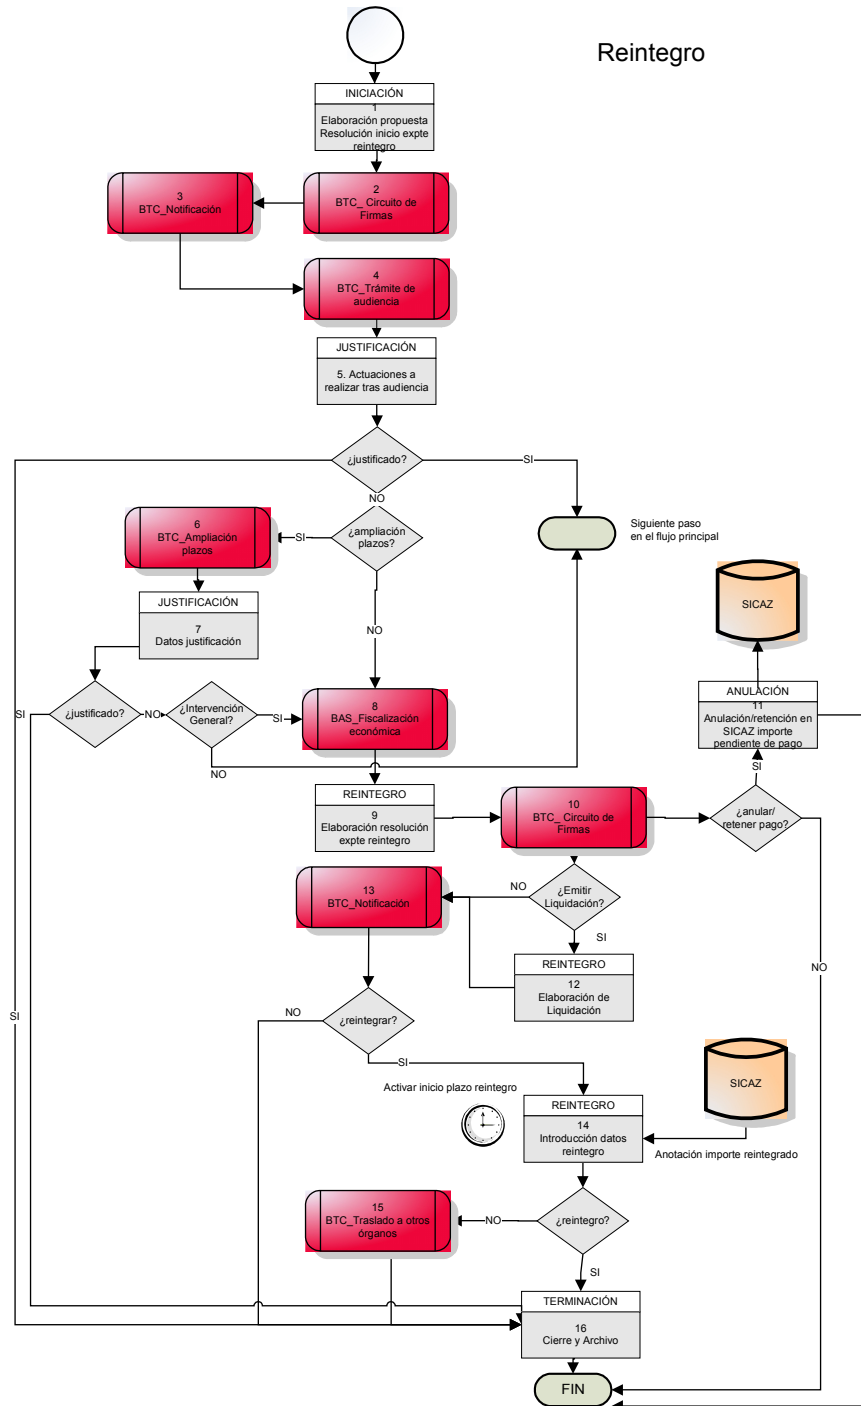 Reintegro
INICIACIÓN
1
Elaboración propuesta
Resolución inicio expte
reintegro
3
BTC_Notificación
2
BTC_ Circuito de
Firmas
4
BTC_Trámite de
audiencia
JUSTIFICACIÓN
5. Actuaciones a
realizar tras audiencia
¿justificado?
SI
NO
6
BTC_Ampliación
plazos
SI
¿ampliación
plazos?
Siguiente paso
en el flujo principal
SICAZ
JUSTIFICACIÓN
7
Datos justificación
NO
SI
¿justificado?
NO
¿Intervención
General?
SI
NO
8
BAS_Fiscalización
económica
ANULACIÓN
11
Anulación/retención en
SICAZ importe
pendiente de pago
SI
REINTEGRO
9
Elaboración resolución
expte reintegro
10
BTC_ Circuito de
Firmas
¿anular/
retener pago?
13
BTC_Notificación
NO
¿Emitir
Liquidación?
SI
REINTEGRO
12
Elaboración de
Liquidación
NO
SI
NO
¿reintegrar?
SI
Activar inicio plazo reintegro
SICAZ
REINTEGRO
14
Introducción datos
reintegro
Anotación importe reintegrado
15
BTC_Traslado a otros
órganos
NO
¿reintegro?
SI
TERMINACIÓN
16
Cierre y Archivo
FIN